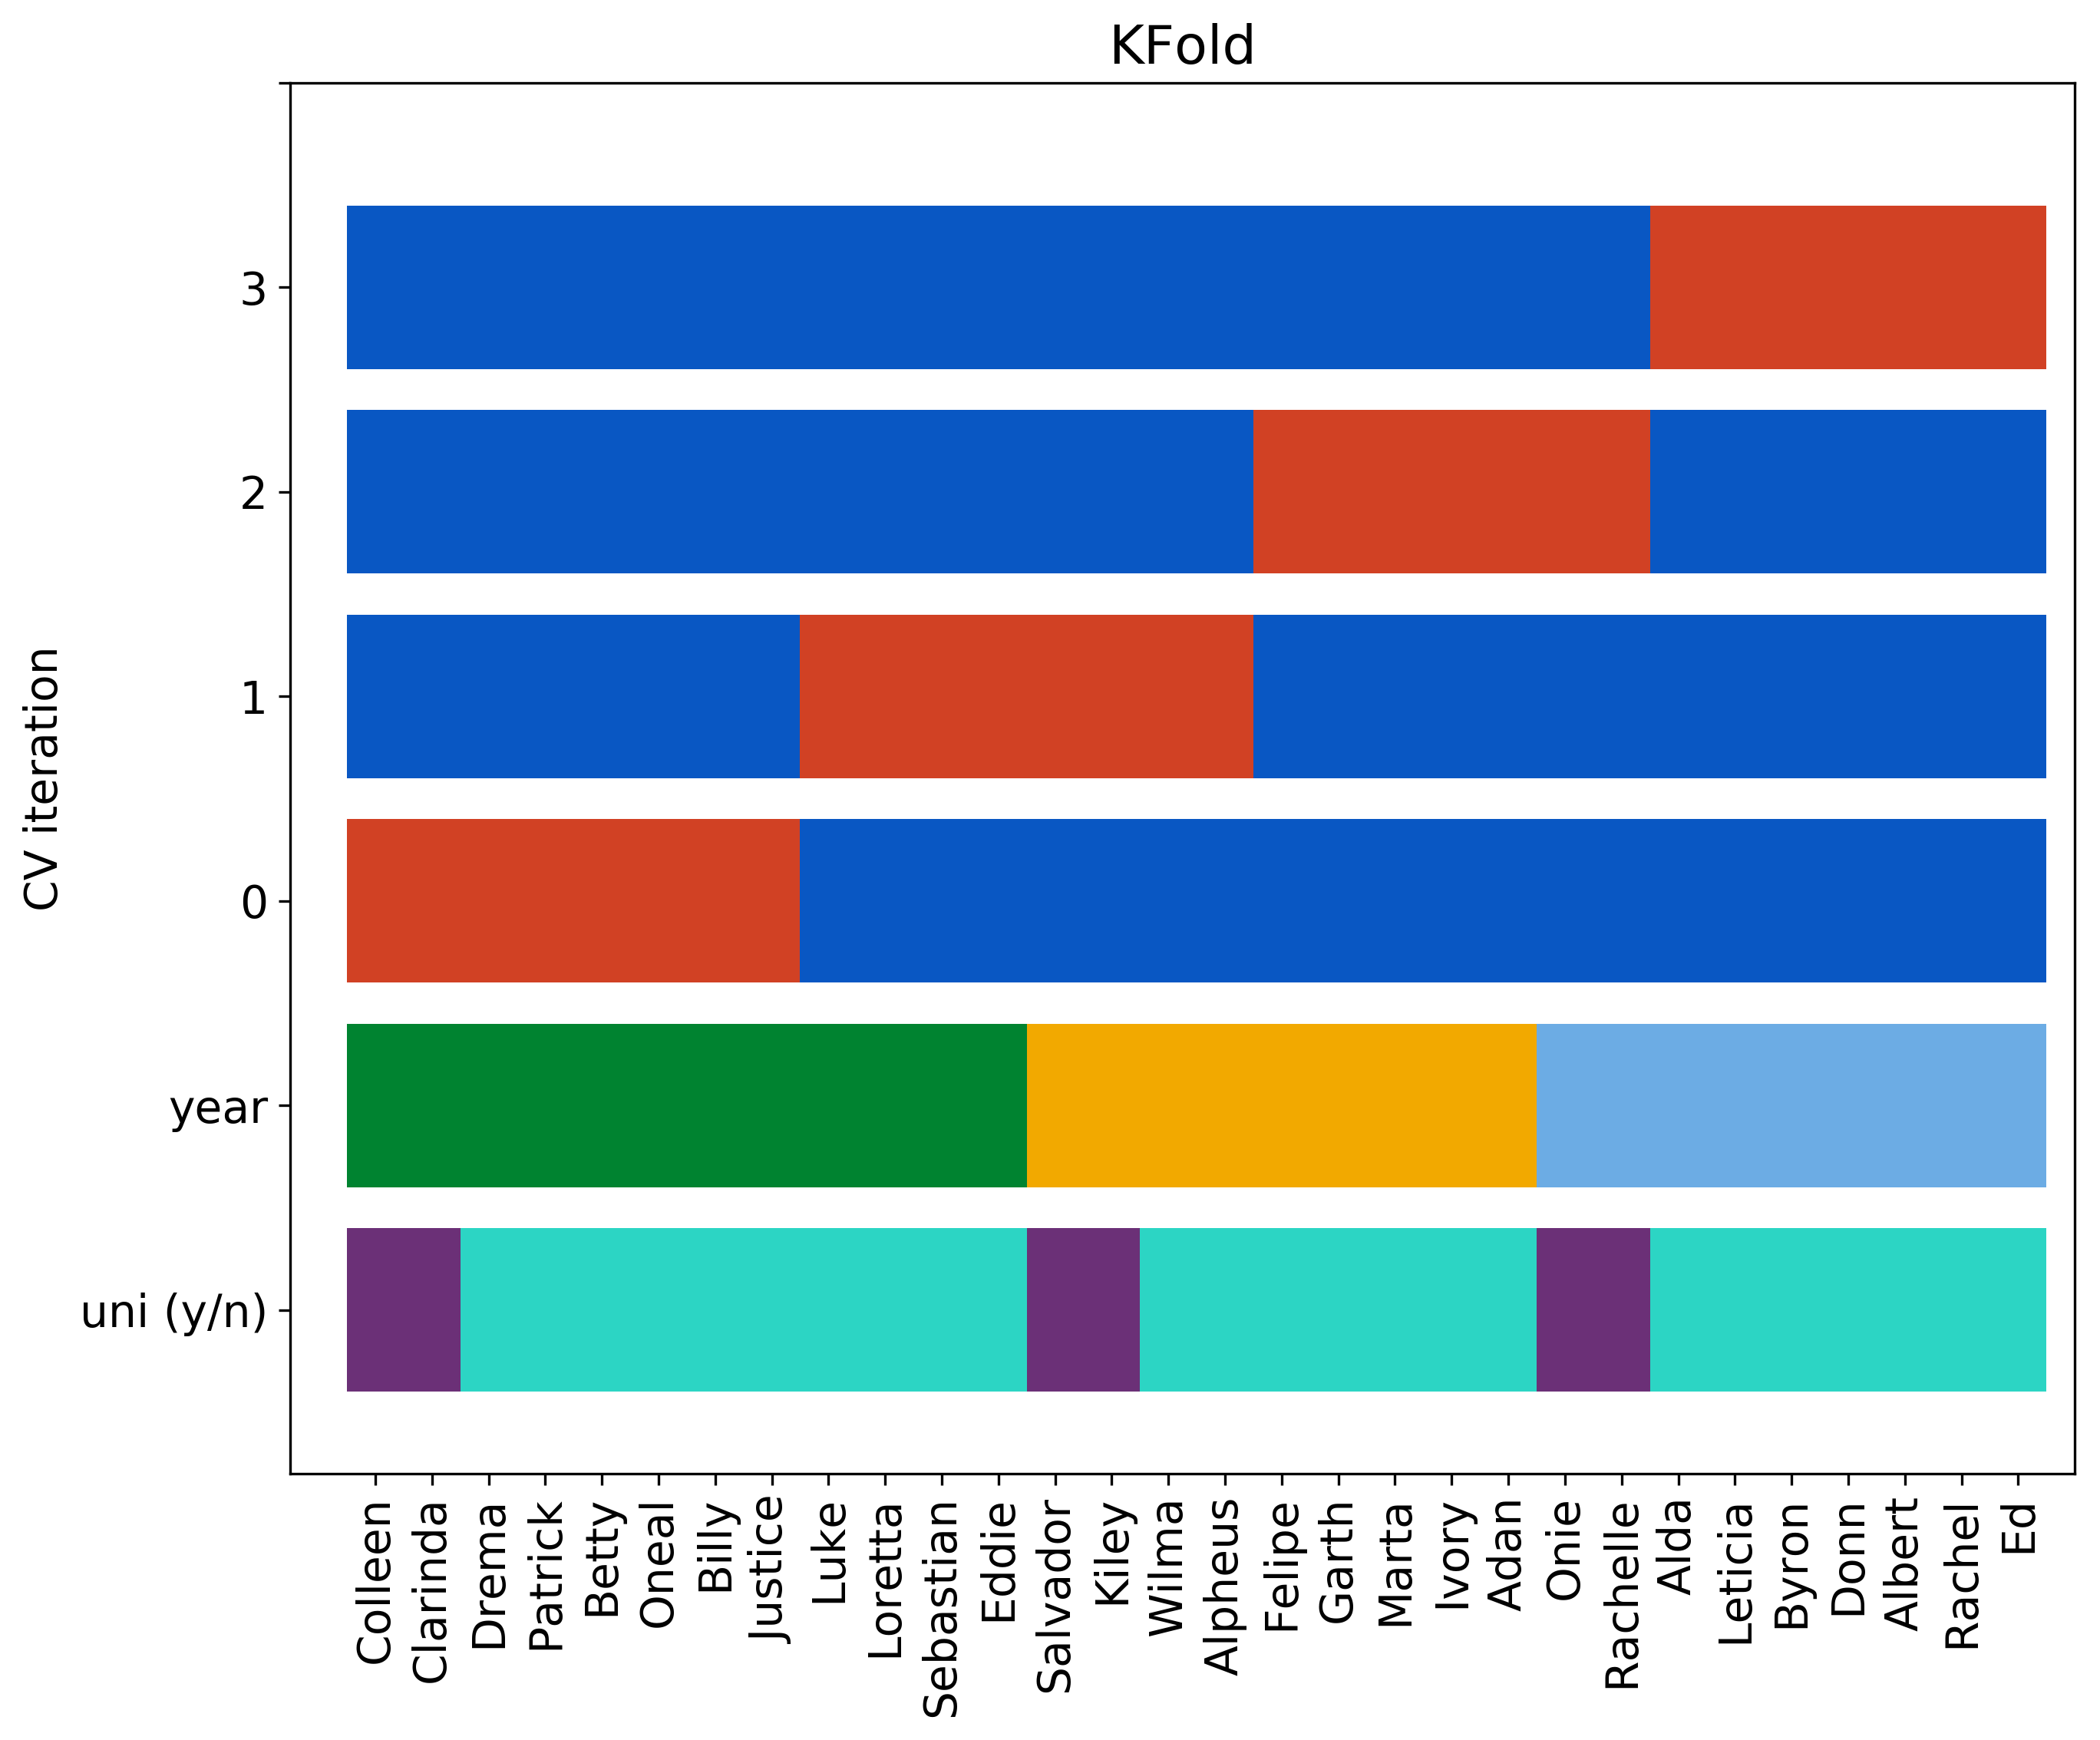 KFold
3
2
1
0
year
uni (y/n)
CV iteration
Colleen
Clarinda
Drema
Patrick
Betty
Oneal
Billy
Justice
Luke
Loretta
Sebastian
Eddie
Salvador
Killey
Wilma
Alpheus
Felipe
Garth
Marta
Ivory
Adan
Onie
Rachelle
Alda
Leticia
Byron
Donn
Albert
Rachel
Ed